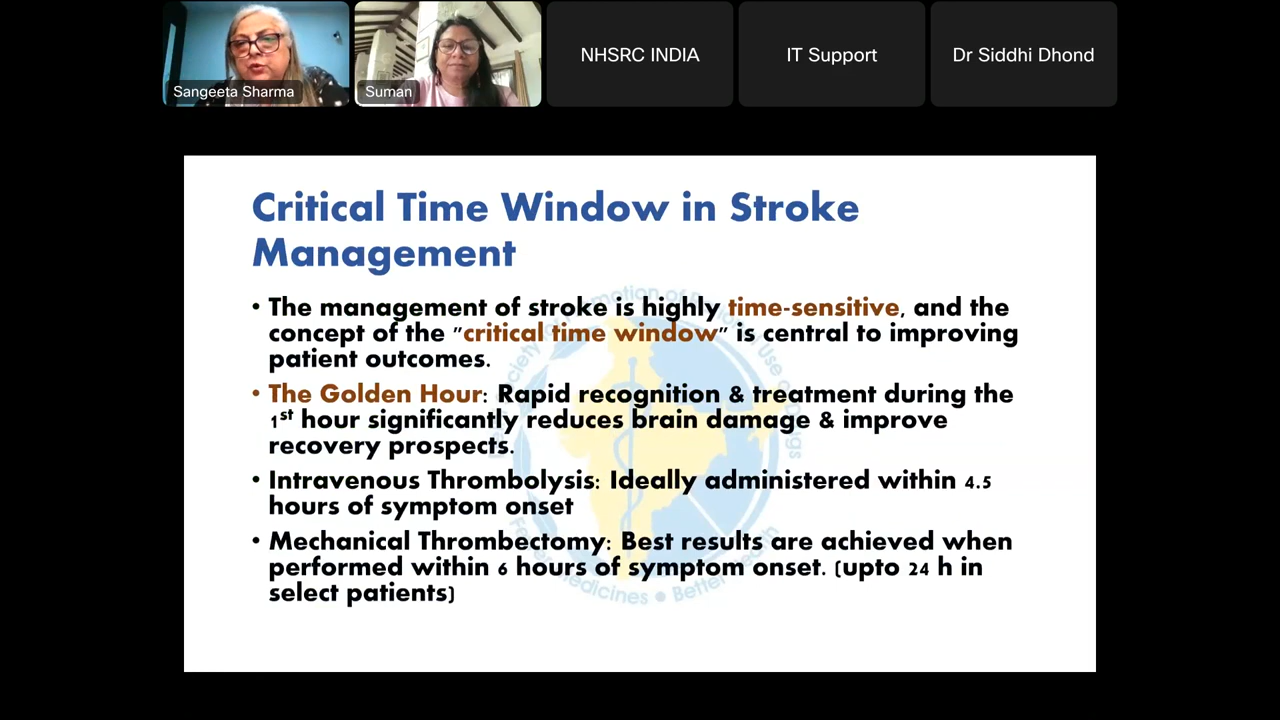 Sangeeta Sharma
Suman
NHSRC INDIA
IT Support
Dr Siddhi Dhond
Critical Time Window in Stroke
Management
• The management of stroke is highly time-sensitive, and the
concept of the "critical time window" is central to improving
patient outcomes.
• The Golden Hour: Rapid recognition & treatment during the
1st hour significantly reduces brain damage & improve
recovery prospects.
• Intravenous Thrombolysis: Ideally administered within 4.5
hours of symptom onset
• Mechanical Thrombectomy: Best results are achieved when
performed within 6 hours of symptom onset. (upto 24 h in
select patients)